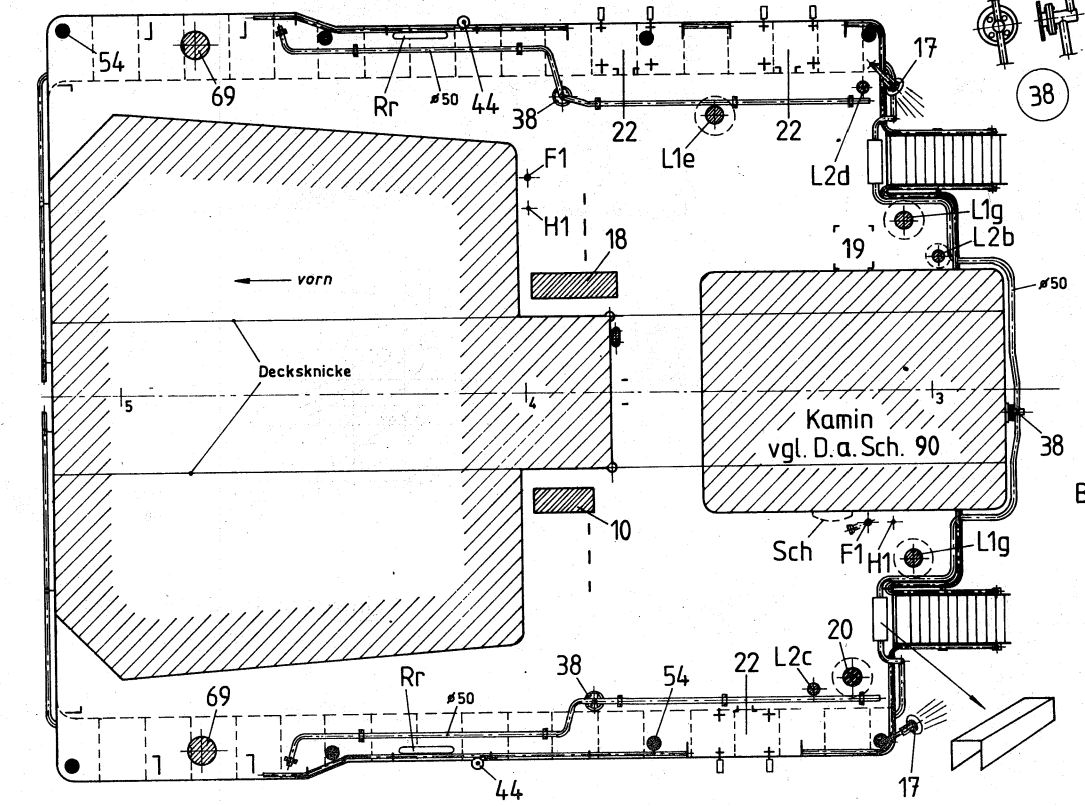 54
69
Rr
ø50
44
38
22
L1e
22
L2d
17
38
F1
H1
18
19
L1g
L2b
ø50
vorn
Decksknicke
5
4
3
Kamin
vgl. D.a.Sch. 90
38
B
10
Sch
F1
H1
L1g
20
L2c
22
54
38
ø50
Rr
69
44
17